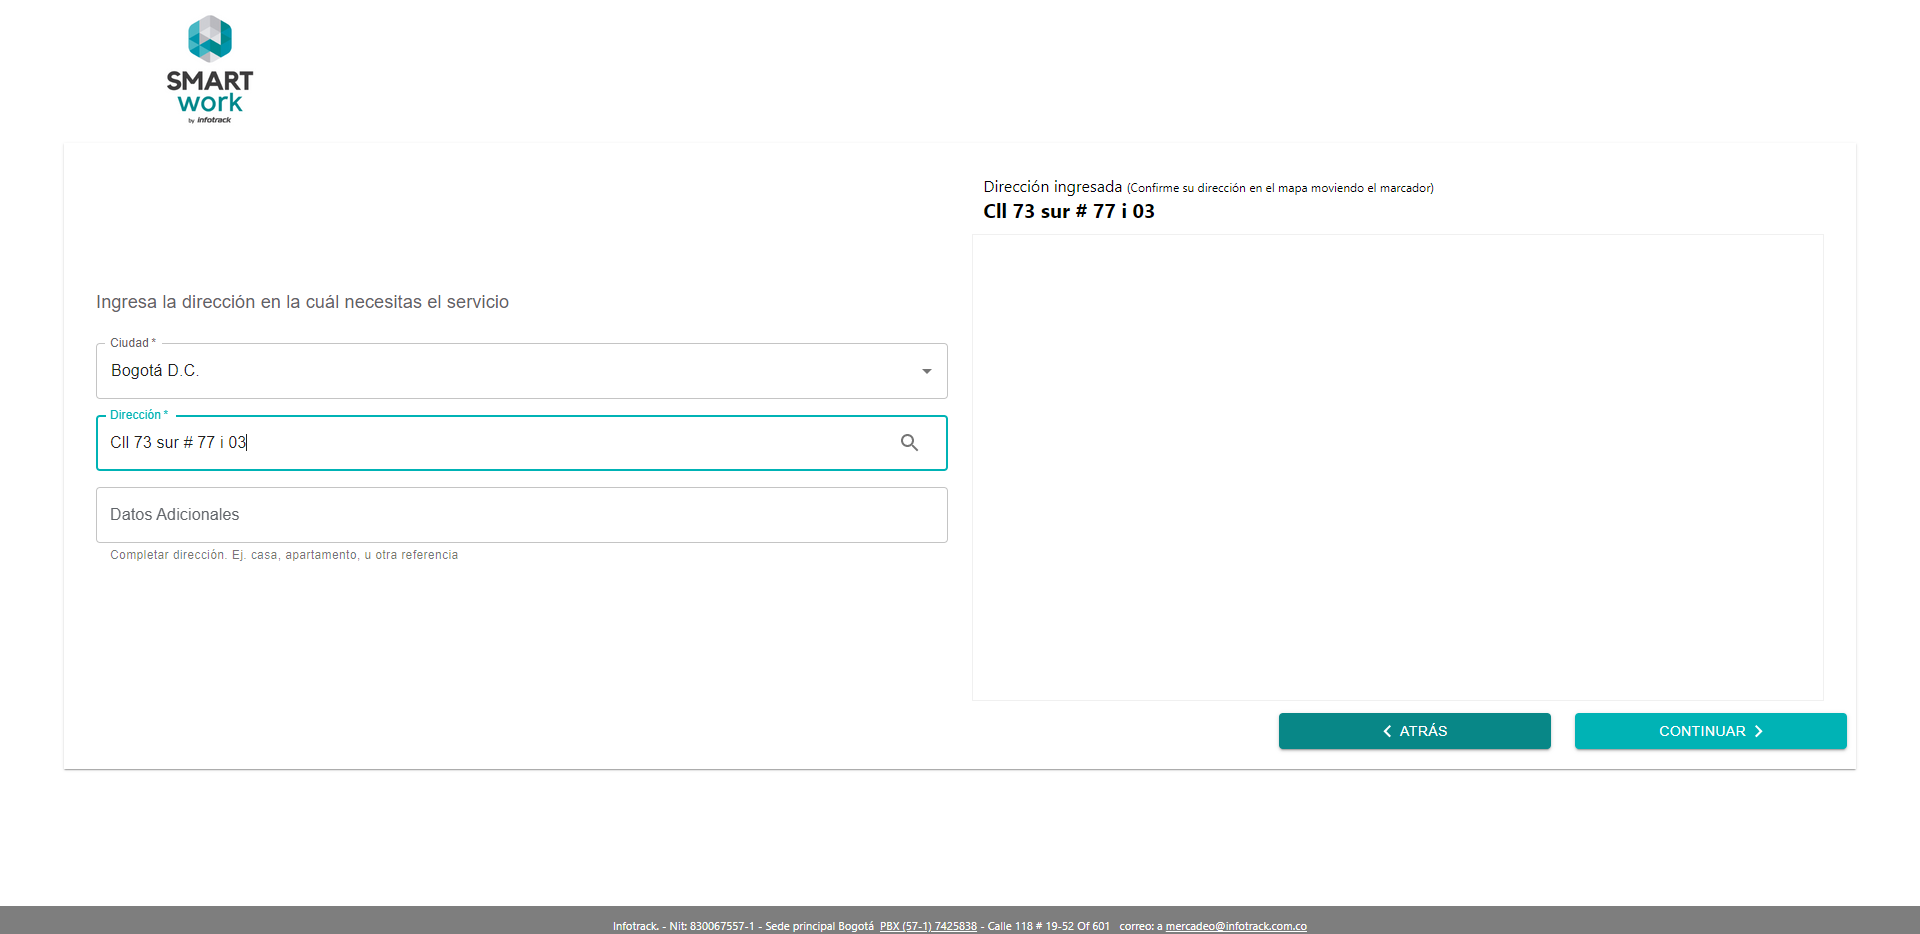 SMART
work
by infotrack
Dirección ingresada (Confirme su dirección en el mapa moviendo el marcador)
Cll 73 sur # 77 i 03
Ingresa la dirección en la cuál necesitas el servicio
Ciudad *
Bogotá D.C.
Dirección *
Cll 73 sur # 77 i 03
Datos Adicionales
Completar dirección. Ej. casa, apartamento, u otra referencia
ATRÁS
CONTINUAR
Infotrack. - Nit: 830067557-1 - Sede principal Bogotá PBX (57-1) 7425838 - Calle 118 # 19-52 Of 601 correo: a mercadeo@infotrack.com.co